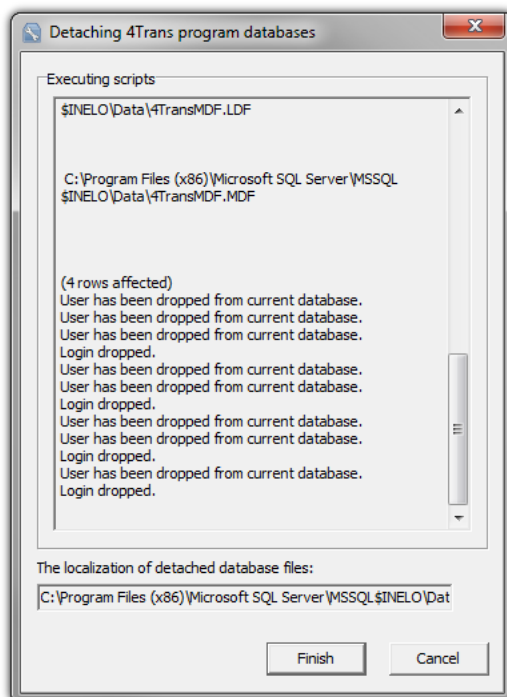 Detaching 4Trans program databases
Executing scripts
$INELO\Data\4TransMDF.LDF
C:\Program Files (x86)\Microsoft SQL Server\MSSQL
$INELO\Data\4TransMDF.MDF
(4 rows affected)
User has been dropped from current database.
User has been dropped from current database.
User has been dropped from current database.
Login dropped.
User has been dropped from current database.
User has been dropped from current database.
Login dropped.
User has been dropped from current database.
User has been dropped from current database.
Login dropped.
User has been dropped from current database.
Login dropped.
The localization of detached database files:
C:\Program Files (x86)\Microsoft SQL Server\MSSQL$INELO\Dat
Finish
Cancel